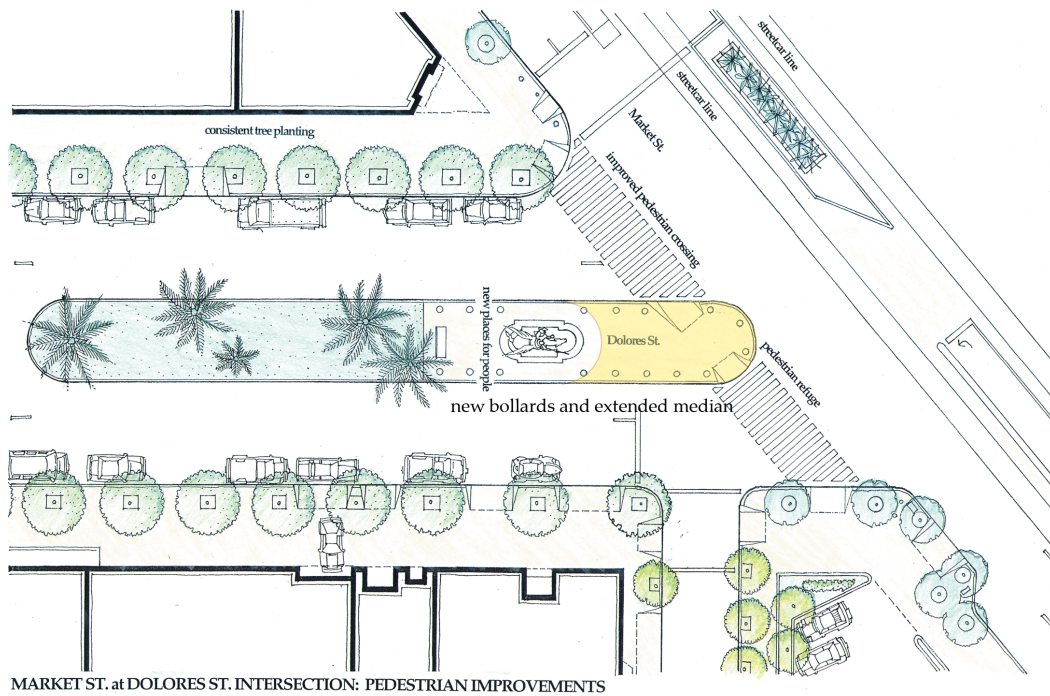 streetcar line
streetcar line
Market St.
consistent tree planting
improved pedestrian crossing
new places for people
Dolores St.
pedestrian refuge
new bollards and extended median
MARKET ST. at DOLORES ST. INTERSECTION: PEDESTRIAN IMPROVEMENTS